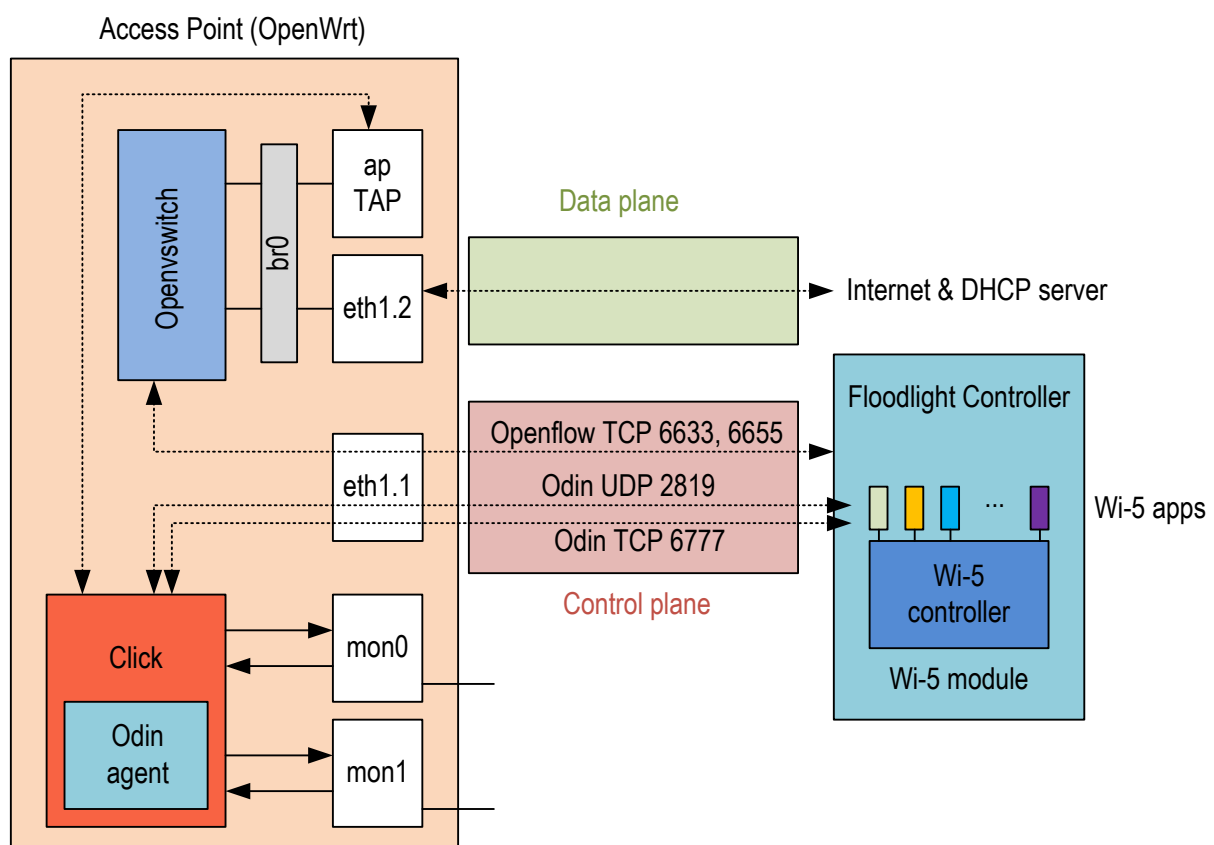 Access Point (OpenWrt)
Openvswitch
br0
ap
TAP
eth1.2
Data plane
Internet & DHCP server
eth1.1
Openflow TCP 6633, 6655
Odin UDP 2819
Odin TCP 6777
Control plane
Floodlight Controller
...
Wi-5 apps
Wi-5
controller
Wi-5 module
Click
Odin
agent
mon0
mon1